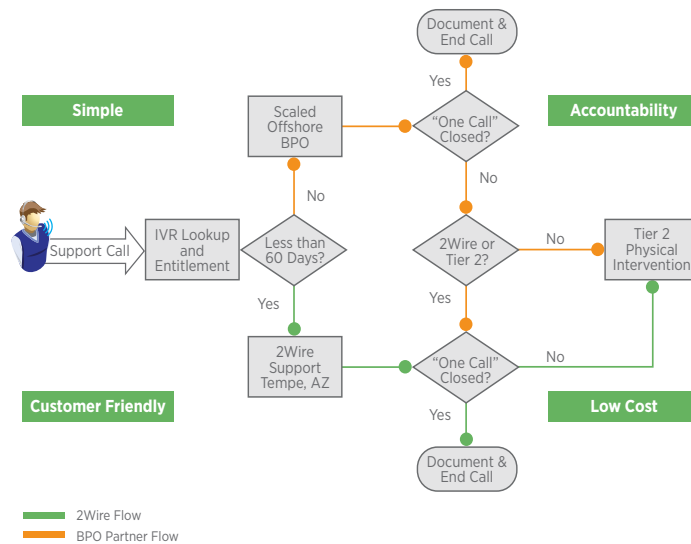 Document &
End Call
Yes
Simple
Scaled
Offshore
BPO
"One Call"
Closed?
Accountability
No
No
Support Call
IVR Lookup
and
Entitlement
Less than
60 Days?
2Wire or
Tier 2?
No
Tier 2
Physical
Intervention
Yes
Yes
2Wire
Support
Tempe, AZ
"One Call"
Closed?
No
Customer Friendly
Yes
Low Cost
Document &
End Call
2Wire Flow
BPO Partner Flow